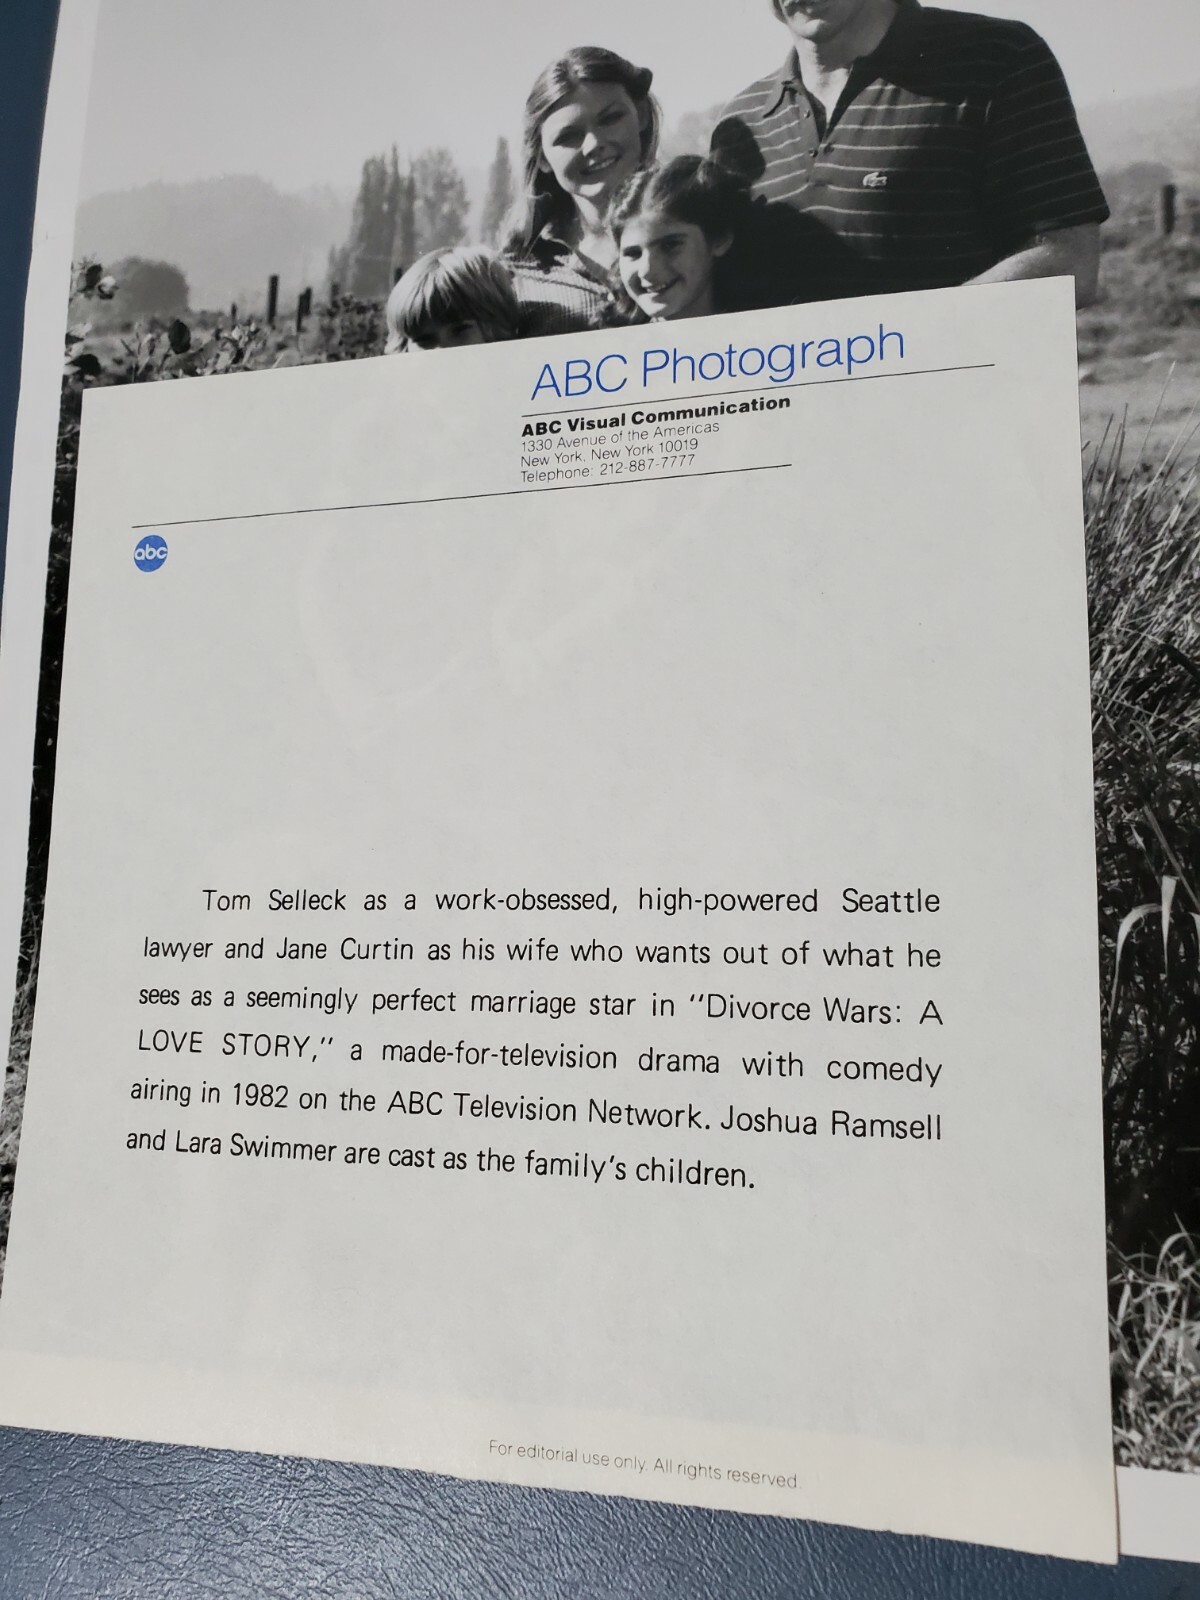 ABC Photograph
ABC Visual Communication
1330 Avenue of the Americas
New York, New York 10019
Telephone: 212-887-7777
abc
Tom Selleck as a work-obsessed, high-powered Seattle
lawyer and Jane Curtin as his wife who wants out of what he
sees as a seemingly perfect marriage star in "Divorce Wars: A
LOVE STORY," a made-for-television drama with comedy
airing in 1982 on the ABC Television Network. Joshua Ramsell
and Lara Swimmer are cast as the family's children.
For editorial use only. All rights reserved.